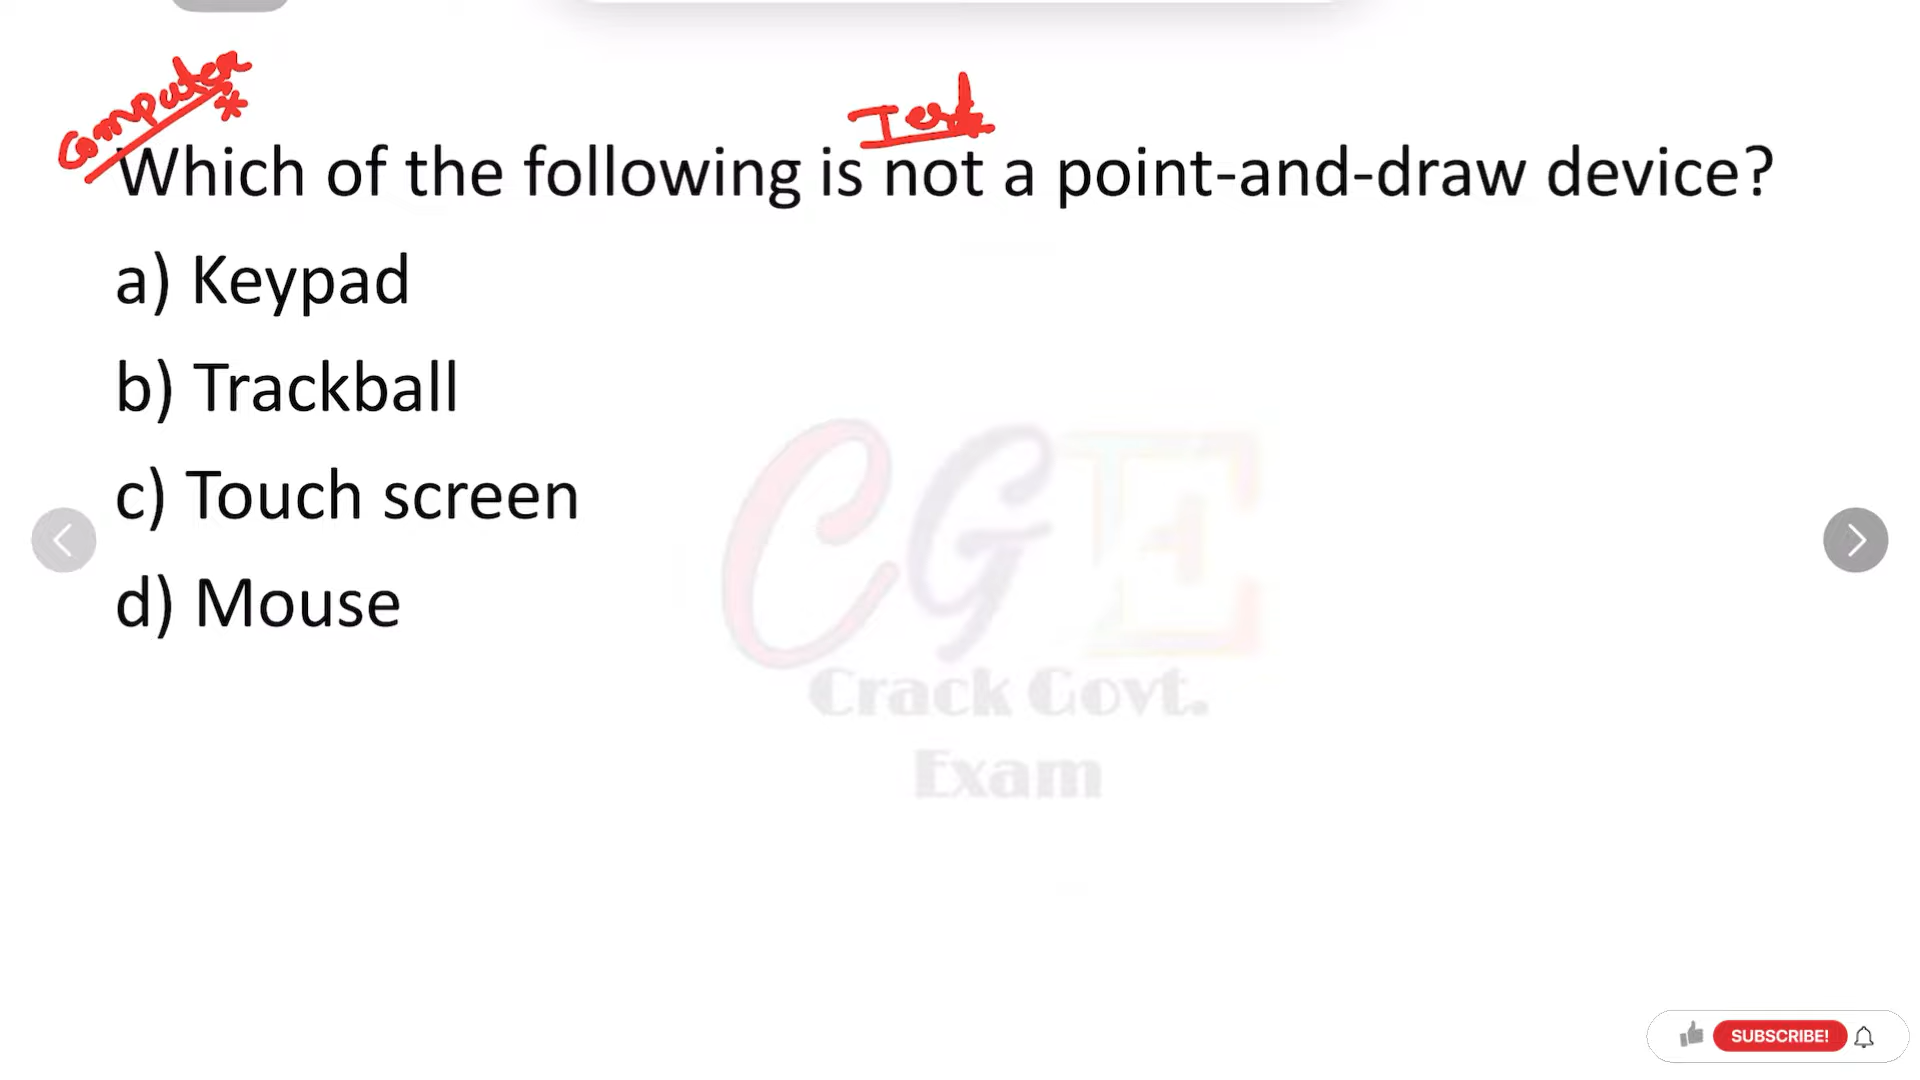 Computer *
Test
Which of the following is not a point-and-draw device?
a) Keypad
b) Trackball
c) Touch screen
d) Mouse
CGE
Crack Govt.
Exam
SUBSCRIBE!